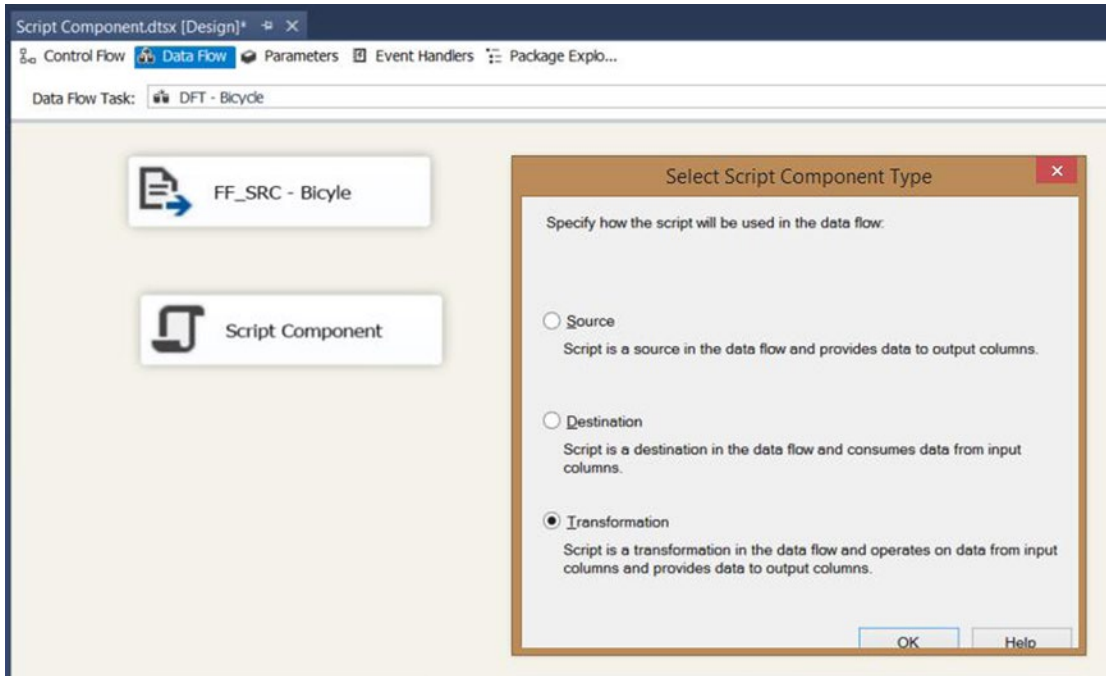 Script Component.dtsx [Design]*
Control Flow Data Flow Parameters Event Handlers Package Explo...
Data Flow Task: DFT - Bicycle
FF_SRC - Bicyle
Script Component
Select Script Component Type
Specify how the script will be used in the data flow:
Source
Script is a source in the data flow and provides data to output columns.
Destination
Script is a destination in the data flow and consumes data from input
columns.
Transformation
Script is a transformation in the data flow and operates on data from input
columns and provides data to output columns.
OK Help